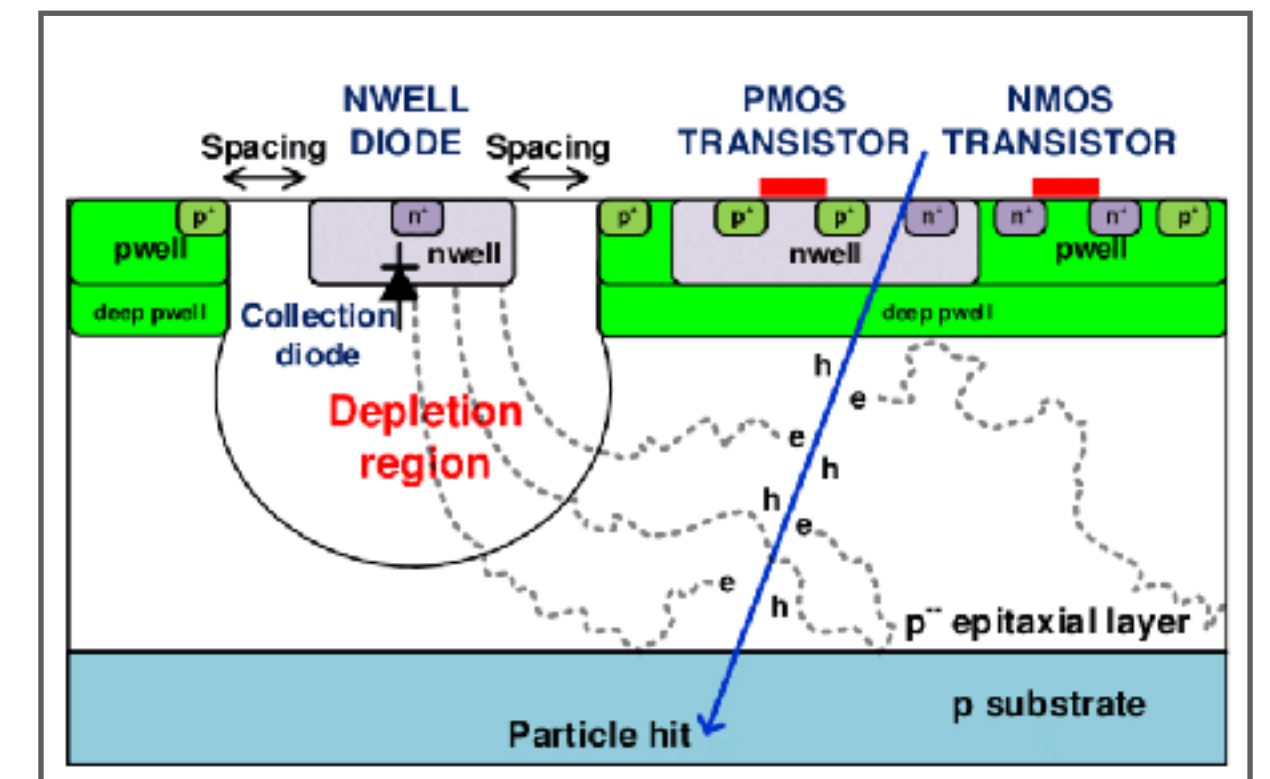 NWELL
DIODE
PMOS
TRANSISTOR
NMOS
TRANSISTOR
Spacing
Spacing
p⁺
n⁺
p⁺
p⁺
p⁺
n⁺
n⁺
n⁺
p⁺
pwell
nwell
nwell
pwell
deep pwell
Collection
diode
deep pwell
h
e
Depletion
region
e
h
h
e
e
h
p⁻⁻ epitaxial layer
p substrate
Particle hit